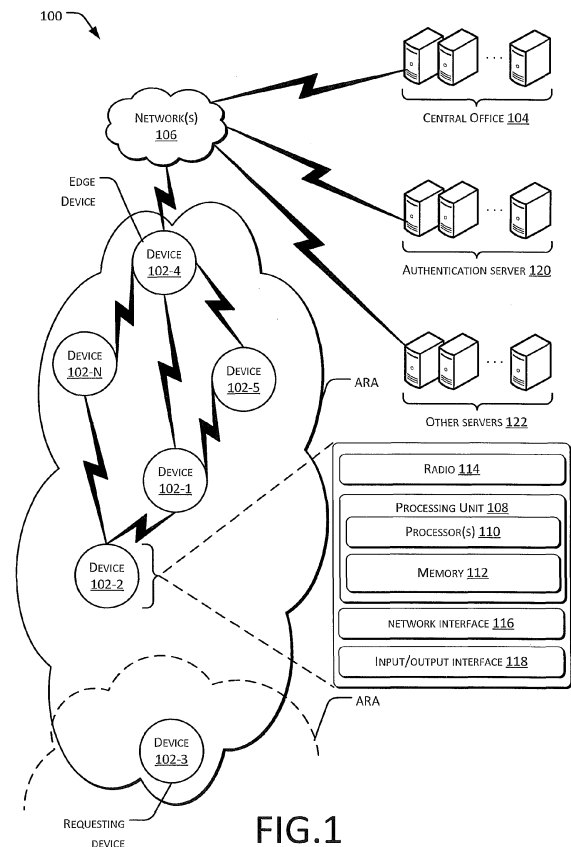 100
NETWORK(S)
106
CENTRAL OFFICE 104
EDGE
DEVICE
DEVICE
102-4
AUTHENTICATION SERVER 120
DEVICE
102-N
DEVICE
102-5
ARA
OTHER SERVERS 122
DEVICE
102-1
RADIO 114
PROCESSING UNIT 108
PROCESSOR(S) 110
MEMORY 112
DEVICE
102-2
NETWORK INTERFACE 116
INPUT/OUTPUT INTERFACE 118
ARA
DEVICE
102-3
REQUESTING
DEVICE
FIG.1